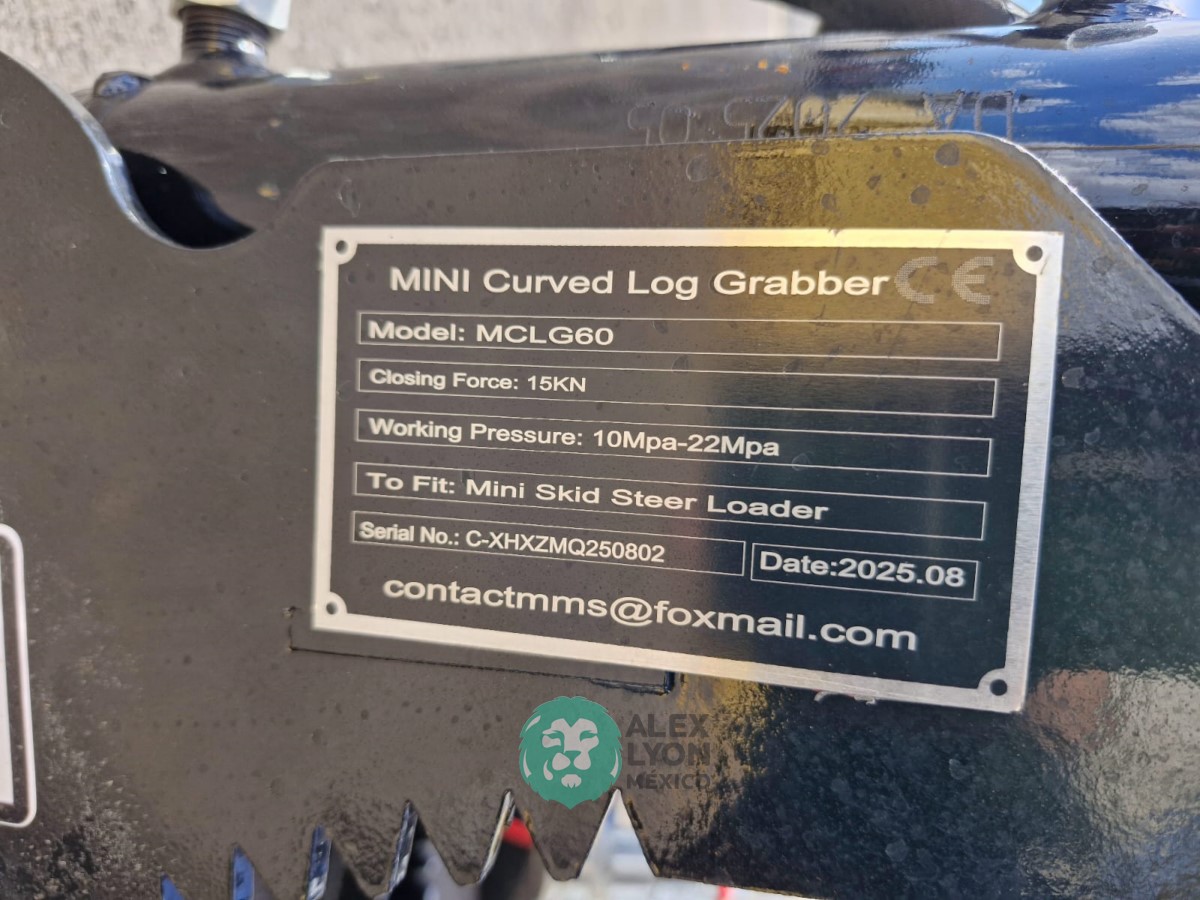 MINI Curved Log Grabber CE
Model: MCLG60
Closing Force: 15KN
Working Pressure: 10Mpa-22Mpa
To Fit: Mini Skid Steer Loader
Serial No.: C-XHXZMQ250802
Date:2025.08
contactmms@foxmail.com
ALEX
LYON
MÉXICO